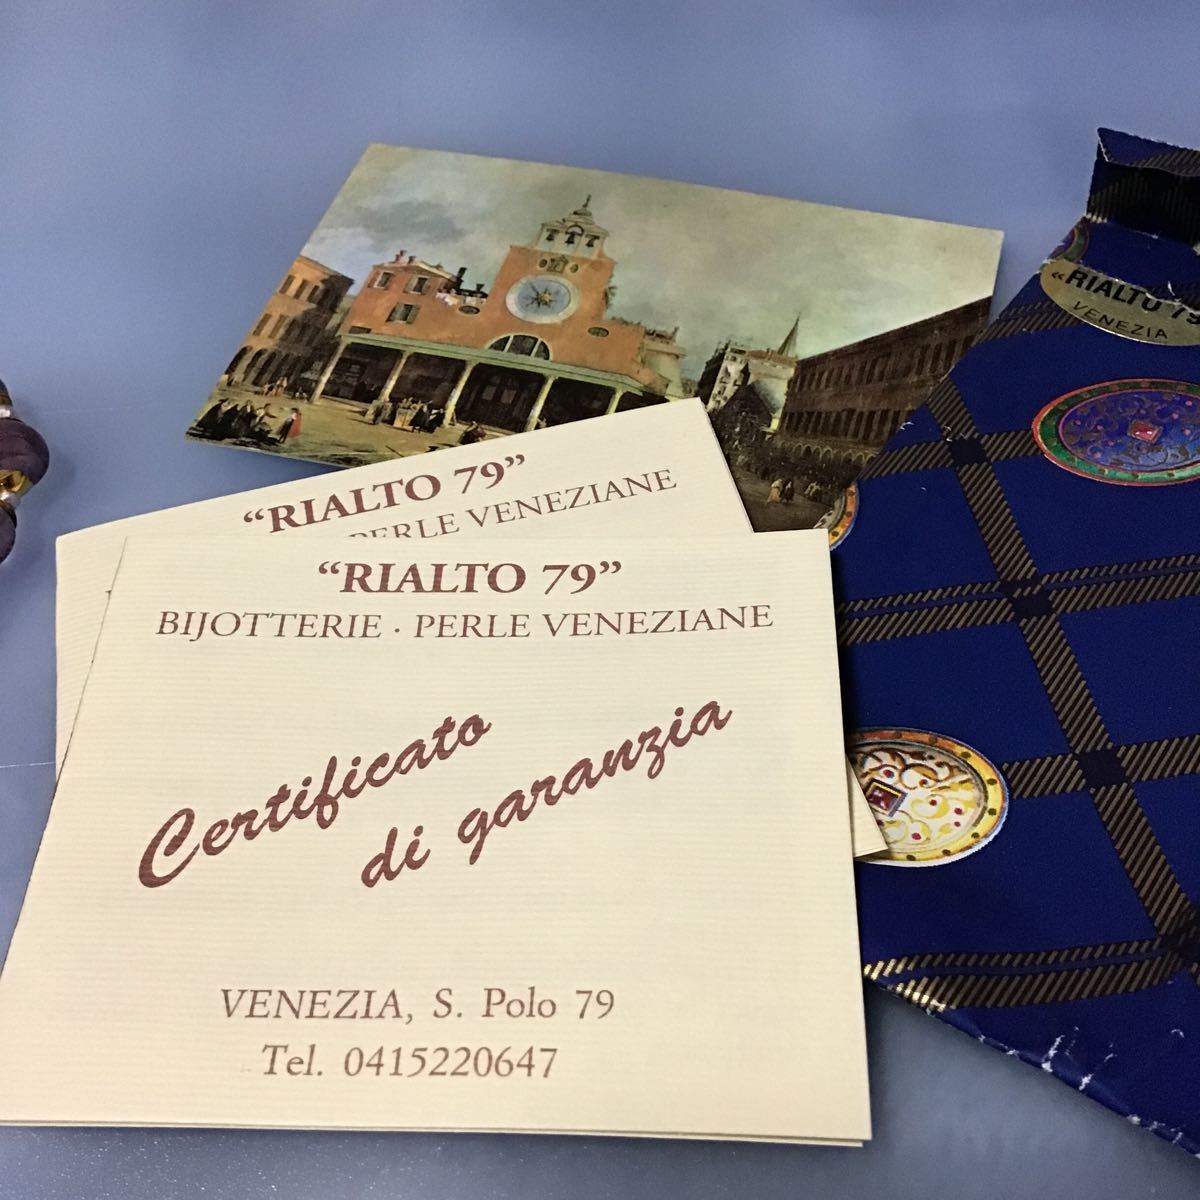 «RIALTO 79
VENEZIA
“RIALTO 79”
PERLE VENEZIANE
“RIALTO 79”
BIJOTTERIE · PERLE VENEZIANE
Certificato
di garanzia
VENEZIA, S. Polo 79
Tel. 0415220647